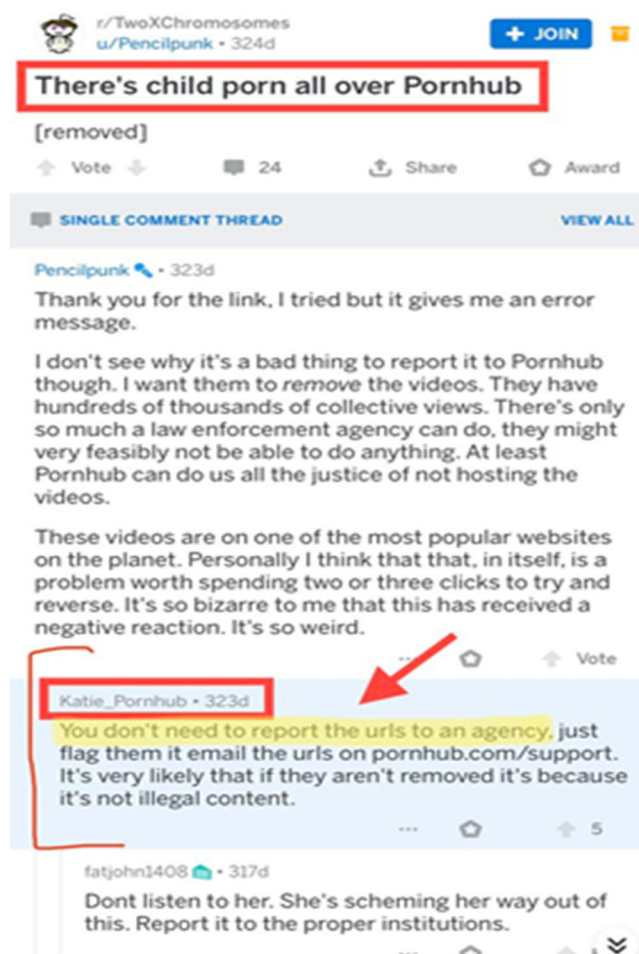 r/TwoXChromosomes
u/Pencilpunk • 324d
+ JOIN
There's child porn all over Pornhub
[removed]
Vote
24
Share
Award
SINGLE COMMENT THREAD
VIEW ALL
Pencilpunk • 323d
Thank you for the link, I tried but it gives me an error
message.
I don't see why it's a bad thing to report it to Pornhub
though. I want them to remove the videos. They have
hundreds of thousands of collective views. There's only
so much a law enforcement agency can do, they might
very feasibly not be able to do anything. At least
Pornhub can do us all the justice of not hosting the
videos.
These videos are on one of the most popular websites
on the planet. Personally I think that that, in itself, is a
problem worth spending two or three clicks to try and
reverse. It's so bizarre to me that this has received a
negative reaction. It's so weird.
Vote
Katie_Pornhub • 323d
You don't need to report the urls to an agency, just
flag them it email the urls on pornhub.com/support.
It's very likely that if they aren't removed it's because
it's not illegal content.
5
fatjohn1408 • 317d
Dont listen to her. She's scheming her way out of
this. Report it to the proper institutions.